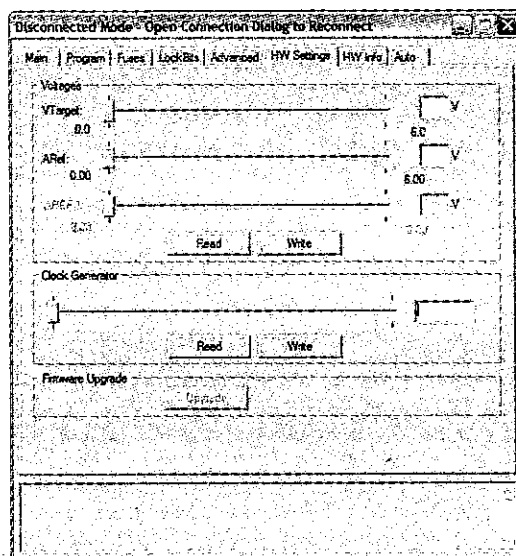 Disconnected Mode - Open Connection Dialog to Reconnect
Main Program Fuses LockBits Advanced HW Settings HW Info Auto
Voltages
VTarget: V
0.0 6.0
ARef: V
0.00 6.00
V
Read Write
Clock Generator
Read Write
Firmware Upgrade
Upgrade